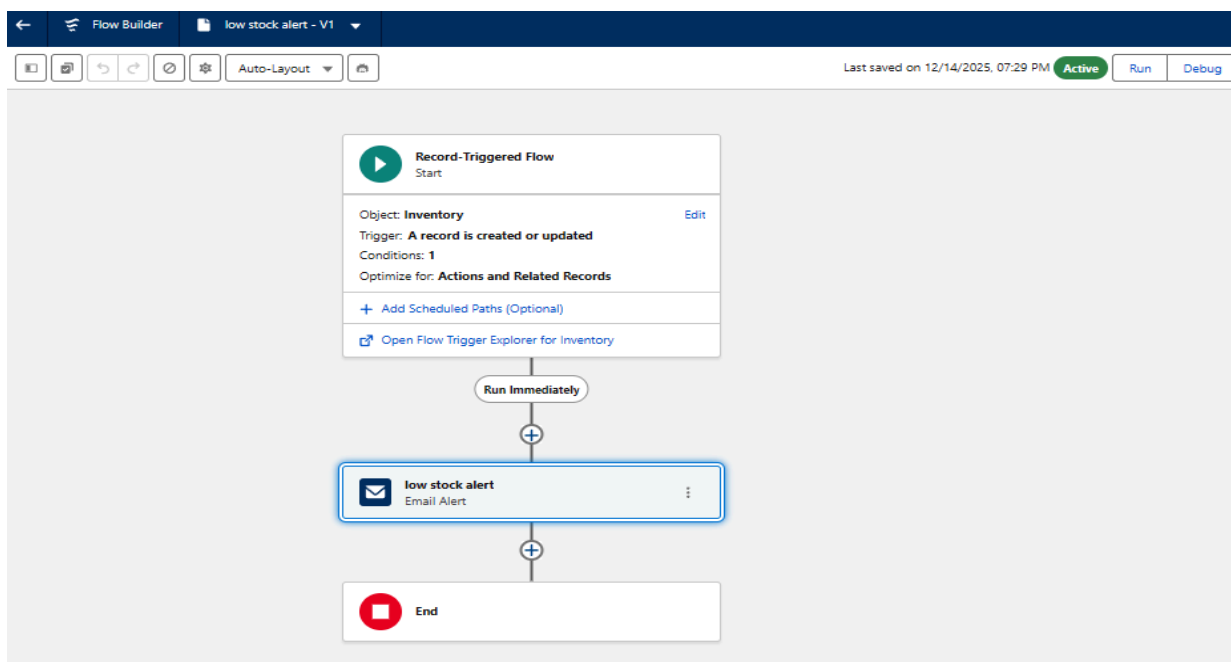 Flow Builder
low stock alert - V1
Auto-Layout
Last saved on 12/14/2025, 07:29 PM
Active
Run
Debug
Record-Triggered Flow
Start
Object: Inventory
Edit
Trigger: A record is created or updated
Conditions: 1
Optimize for: Actions and Related Records
+ Add Scheduled Paths (Optional)
Open Flow Trigger Explorer for Inventory
Run Immediately
low stock alert
Email Alert
End